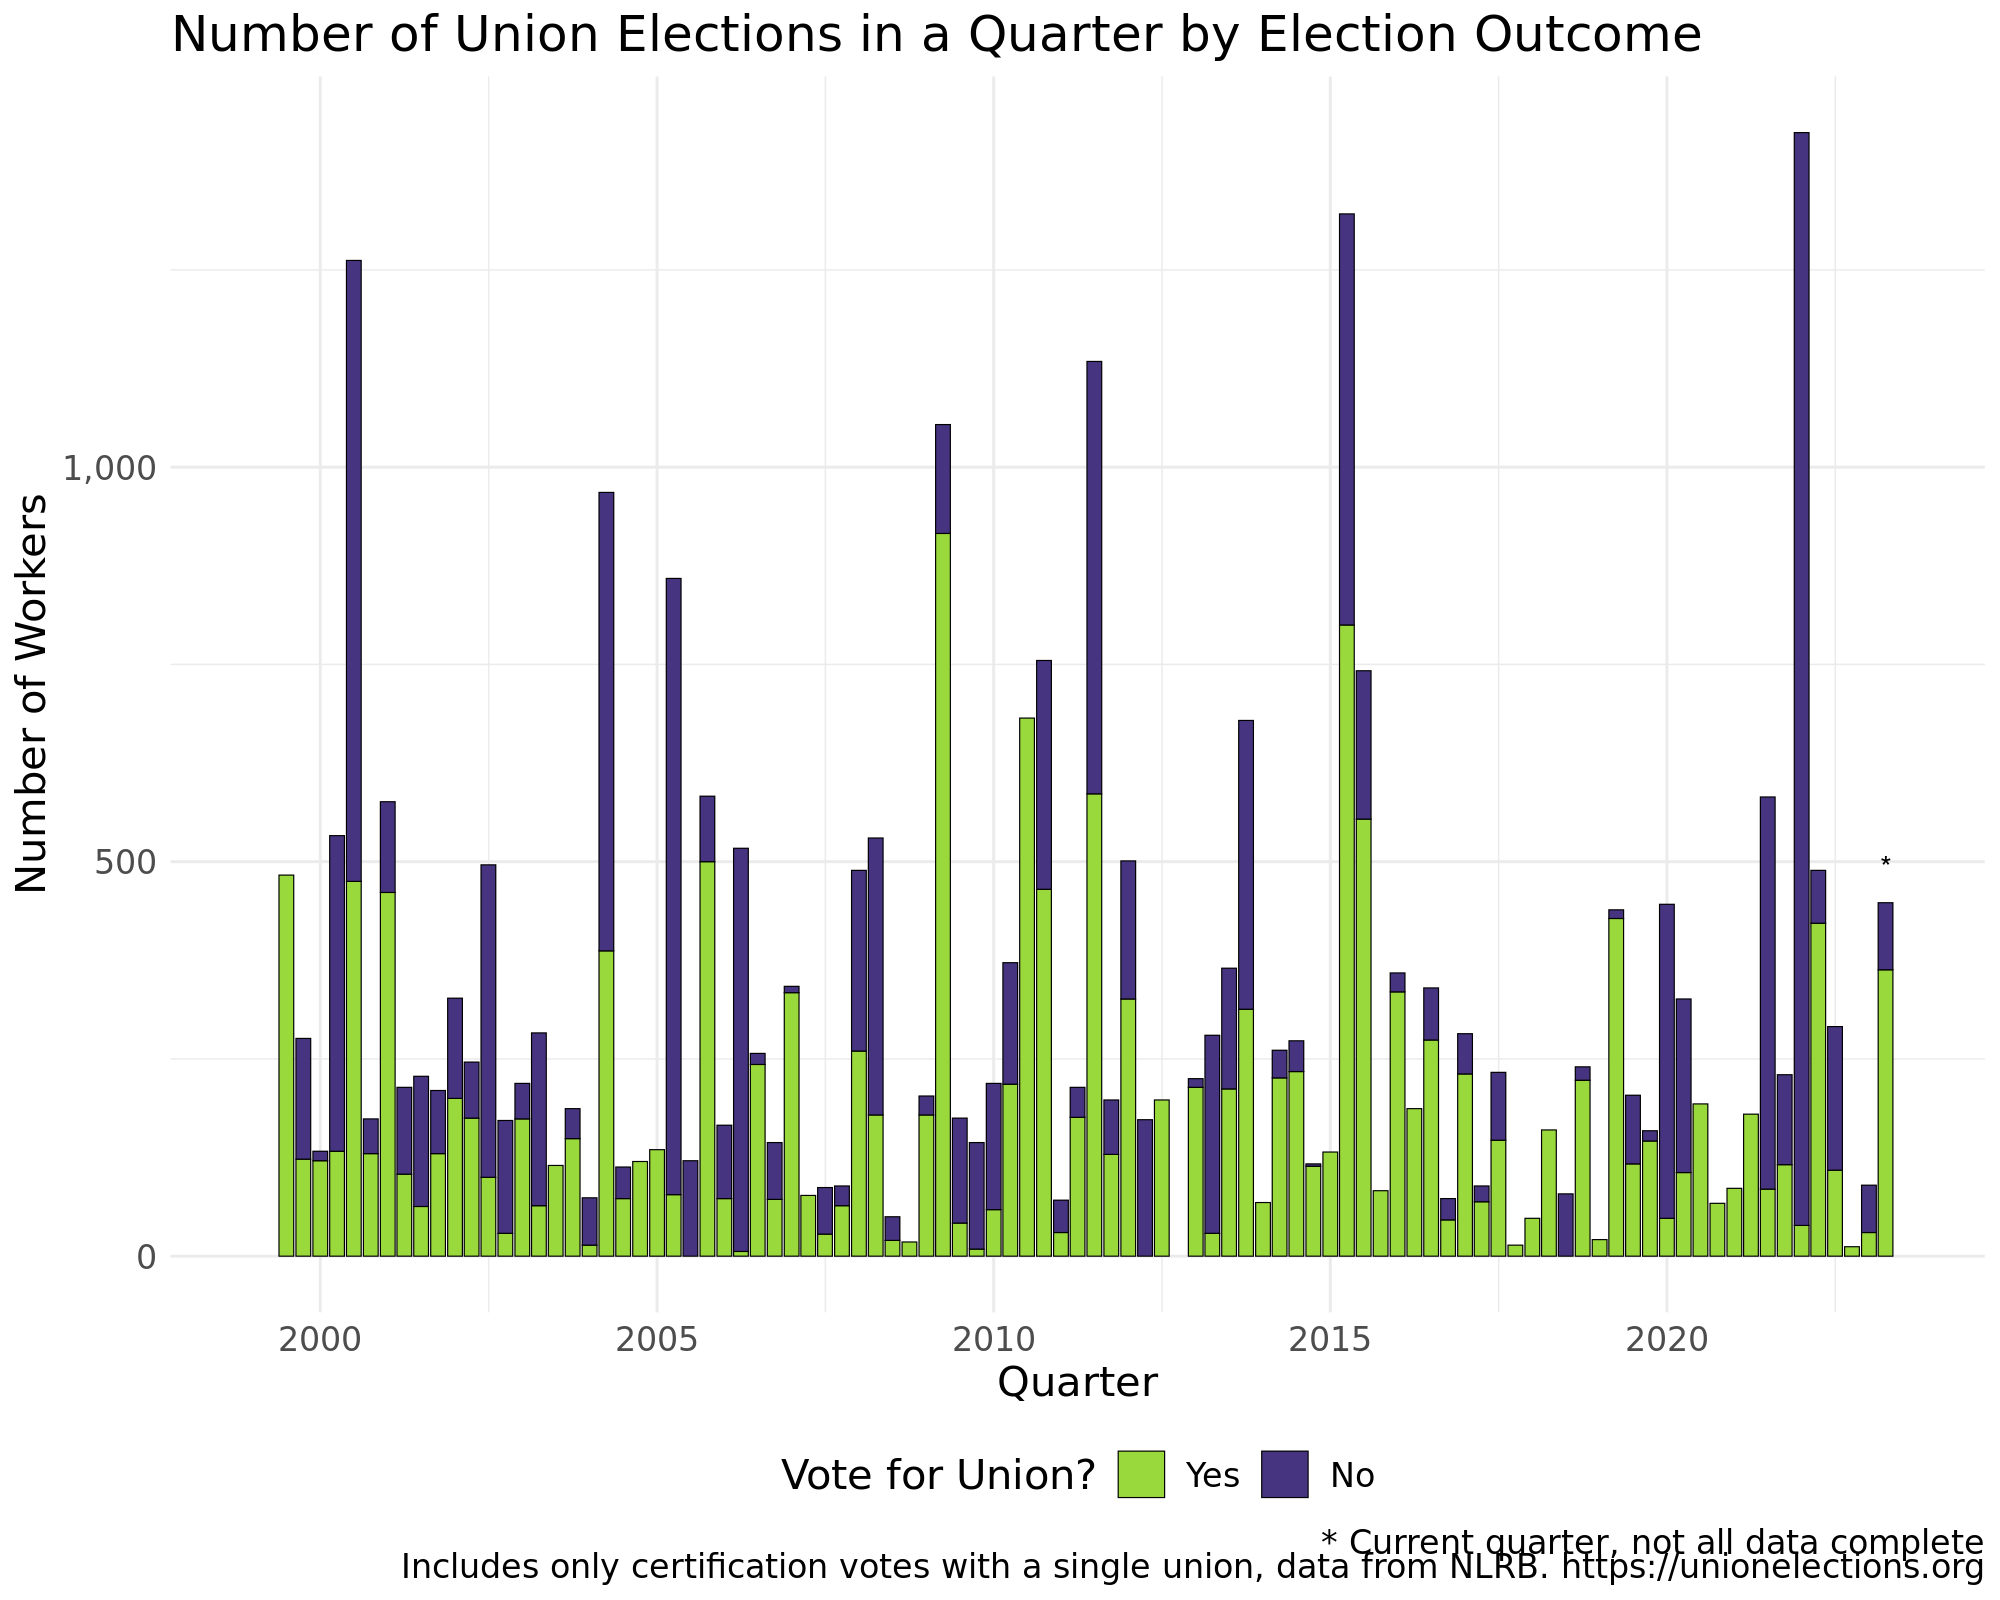 Number of Union Elections in a Quarter by Election Outcome
Number of Workers
1,000
500
0
*
2000 2005 2010 2015 2020
Quarter
Vote for Union? Yes No
* Current quarter, not all data complete
Includes only certification votes with a single union, data from NLRB. https://unionelections.org